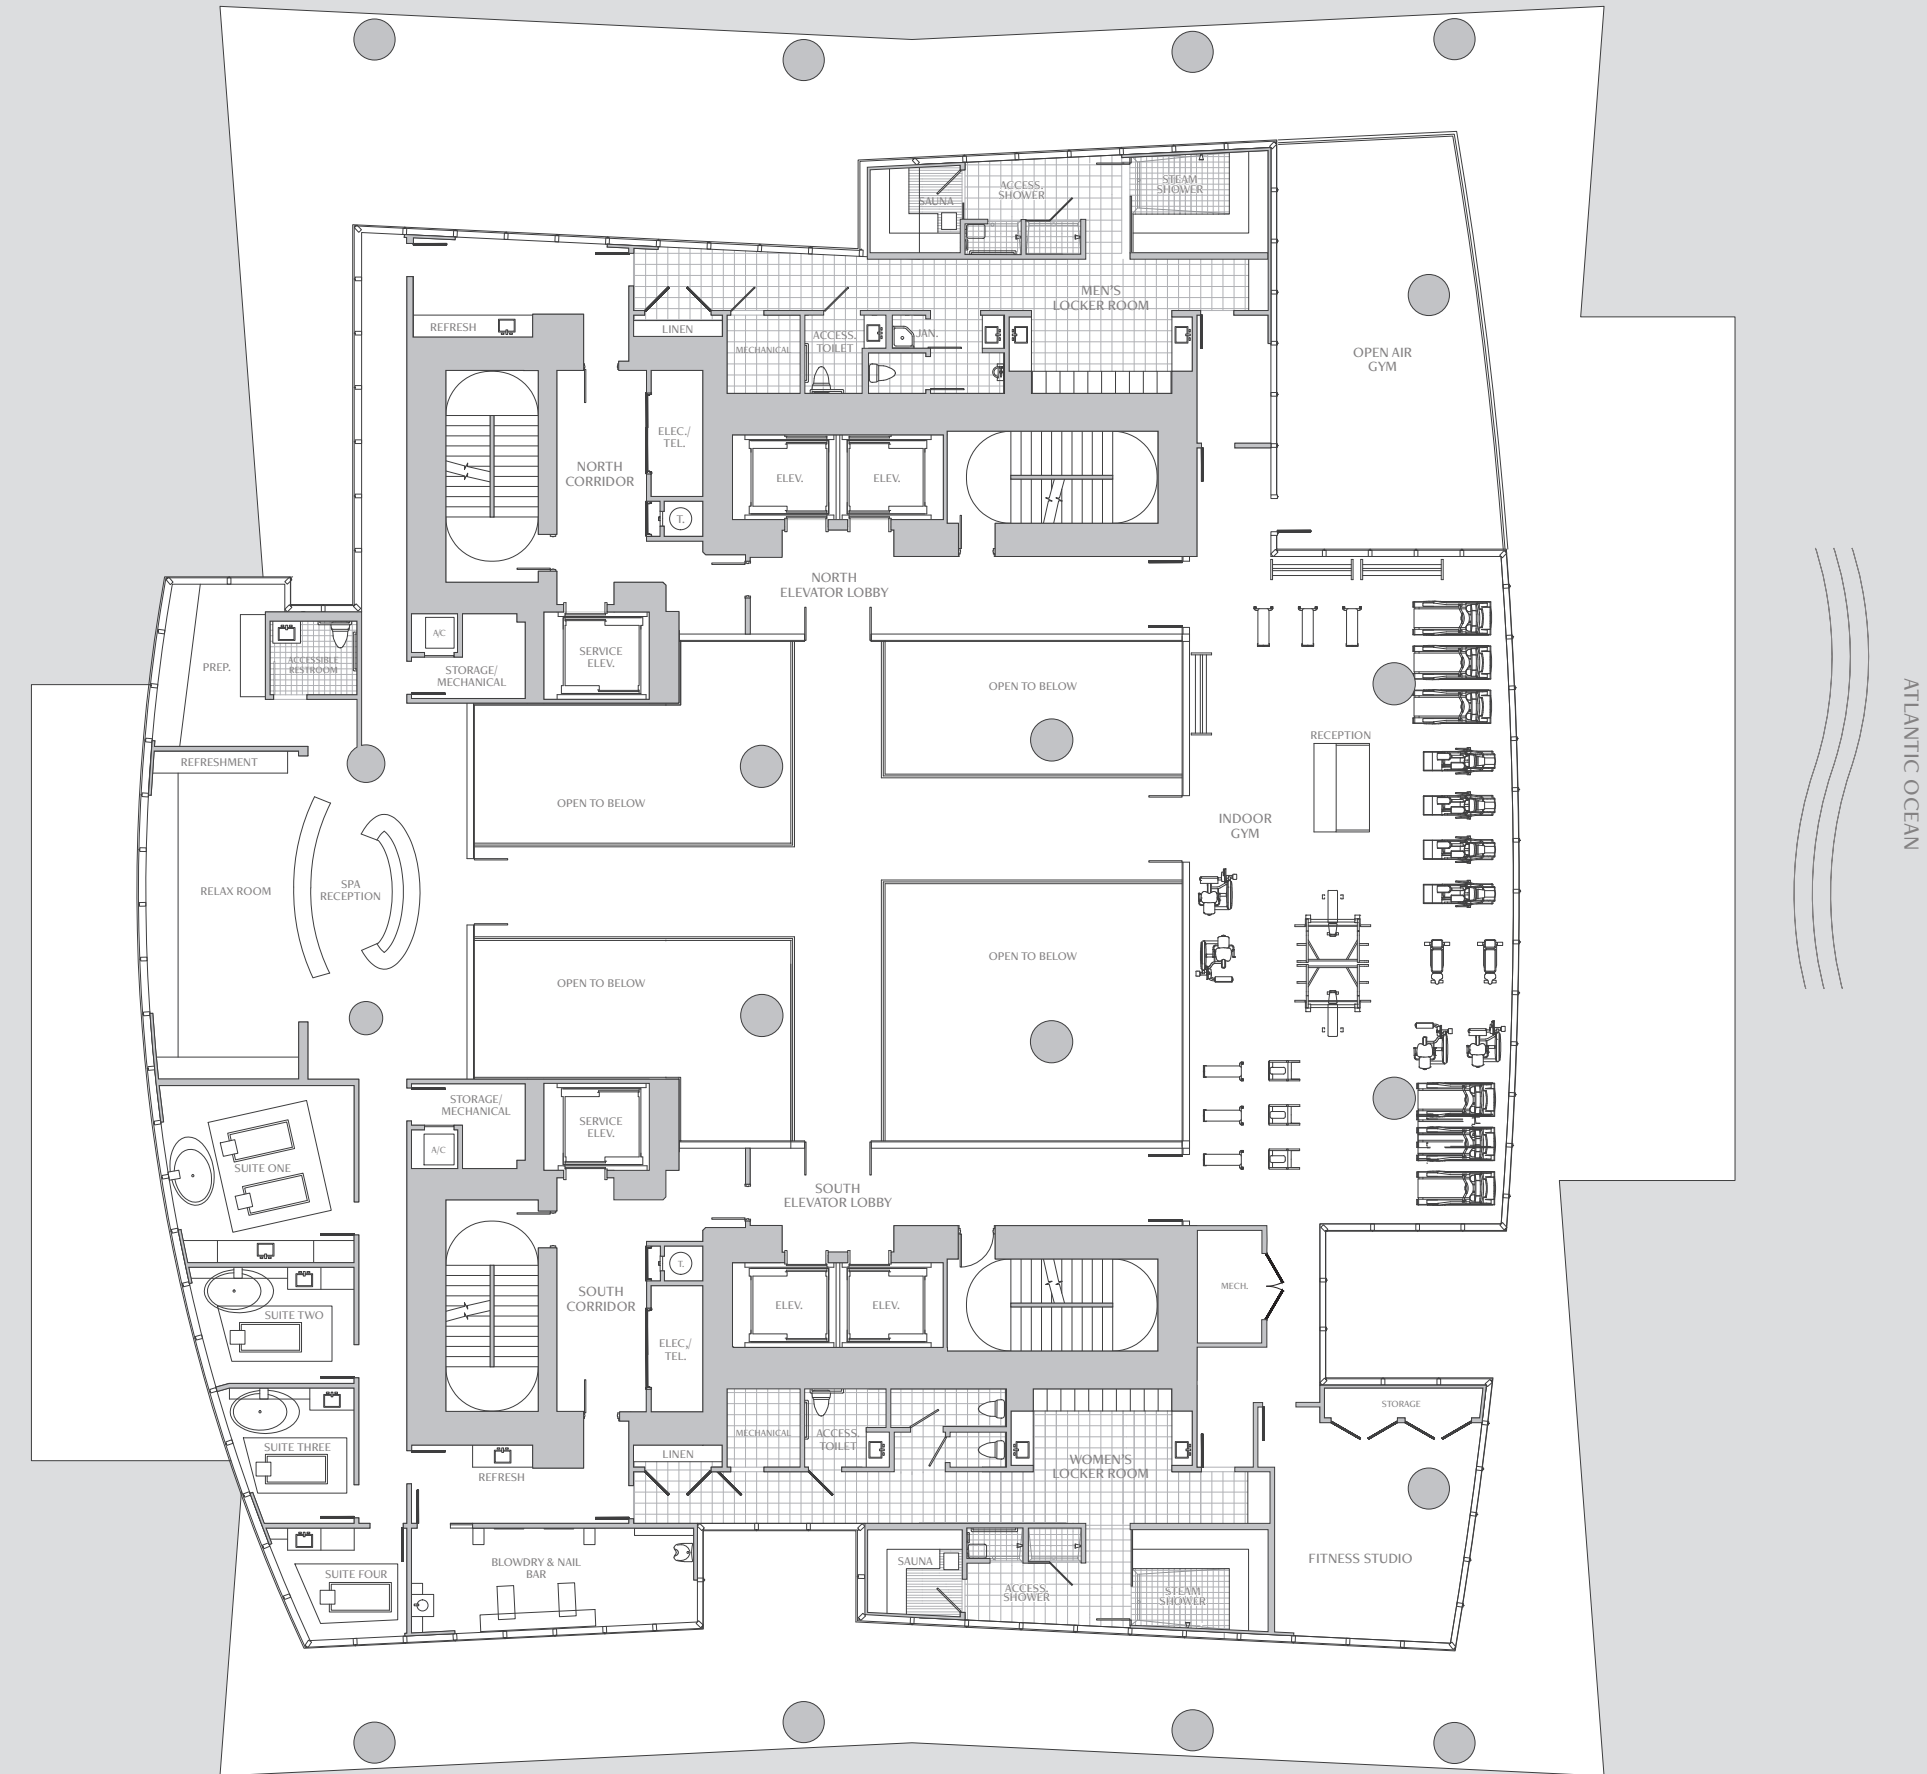 SAUNA
ACCESS.
SHOWER
STEAM
SHOWER
MEN'S
LOCKER ROOM
REFRESH
LINEN
MECHANICAL
ACCESS.
TOILET
JAN.
OPEN AIR
GYM
ELEC./
TEL.
NORTH
CORRIDOR
ELEV.
ELEV.
T.
NORTH
ELEVATOR LOBBY
A/C
STORAGE/
MECHANICAL
SERVICE
ELEV.
PREP.
ACCESSIBLE
RESTROOM
OPEN TO BELOW
RECEPTION
REFRESHMENT
OPEN TO BELOW
INDOOR
GYM
ATLANTIC OCEAN
RELAX ROOM
SPA
RECEPTION
OPEN TO BELOW
OPEN TO BELOW
STORAGE/
MECHANICAL
A/C
SERVICE
ELEV.
SUITE ONE
SOUTH
ELEVATOR LOBBY
T.
SOUTH
CORRIDOR
ELEV.
ELEV.
MECH.
SUITE TWO
ELEC./
TEL.
STORAGE
SUITE THREE
REFRESH
LINEN
MECHANICAL
ACCESS.
TOILET
WOMEN'S
LOCKER ROOM
SUITE FOUR
BLOWDRY & NAIL
BAR
SAUNA
ACCESS.
SHOWER
STEAM
SHOWER
FITNESS STUDIO